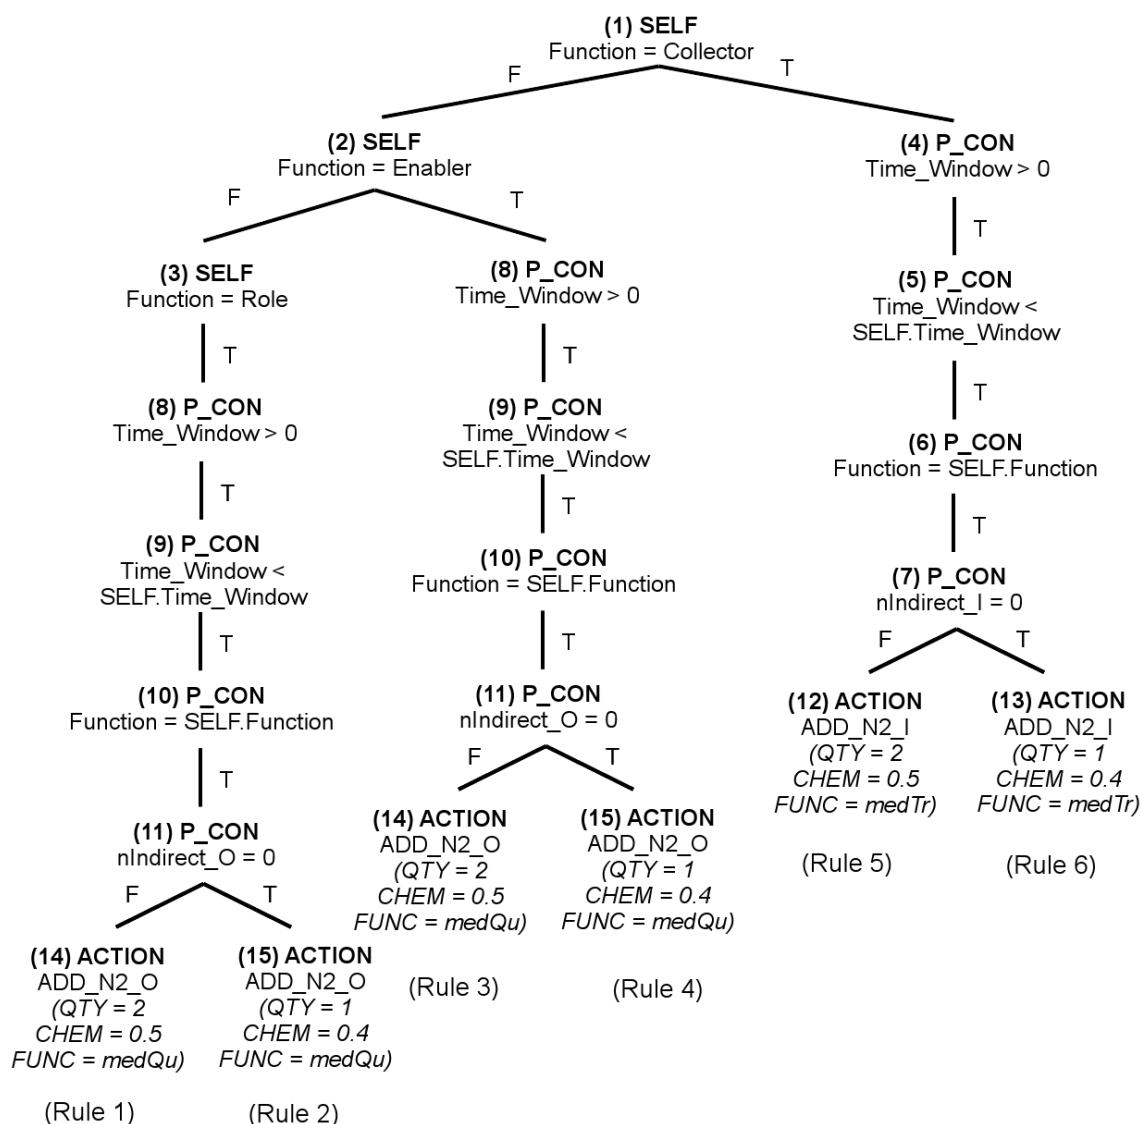 (1) SELF
Function = Collector
F
T
(2) SELF
Function = Enabler
(4) P_CON
Time_Window > 0
F
T
T
(3) SELF
Function = Role
(8) P_CON
Time_Window > 0
(5) P_CON
Time_Window <
SELF.Time_Window
T
T
T
(8) P_CON
Time_Window > 0
(9) P_CON
Time_Window <
SELF.Time_Window
(6) P_CON
Function = SELF.Function
T
T
T
(9) P_CON
Time_Window <
SELF.Time_Window
(10) P_CON
Function = SELF.Function
(7) P_CON
nIndirect_I = 0
T
T
F
T
(10) P_CON
Function = SELF.Function
(11) P_CON
nIndirect_O = 0
(12) ACTION
ADD_N2_I
(QTY = 2
CHEM = 0.5
FUNC = medTr)
(13) ACTION
ADD_N2_I
(QTY = 1
CHEM = 0.4
FUNC = medTr)
T
F
T
(11) P_CON
nIndirect_O = 0
(14) ACTION
ADD_N2_O
(QTY = 2
CHEM = 0.5
FUNC = medQu)
(15) ACTION
ADD_N2_O
(QTY = 1
CHEM = 0.4
FUNC = medQu)
(Rule 5)
(Rule 6)
F
T
(14) ACTION
ADD_N2_O
(QTY = 2
CHEM = 0.5
FUNC = medQu)
(15) ACTION
ADD_N2_O
(QTY = 1
CHEM = 0.4
FUNC = medQu)
(Rule 3)
(Rule 4)
(Rule 1)
(Rule 2)